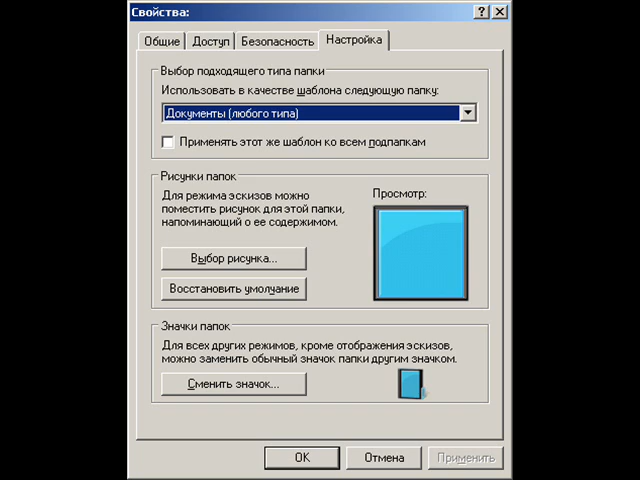 Свойства:
Общие Доступ Безопасность Настройка
Выбор подходящего типа папки
Использовать в качестве шаблона следующую папку:
Документы (любого типа)
Применять этот же шаблон ко всем подпапкам
Рисунки папок
Для режима эскизов можно
поместить рисунок для этой папки,
напоминающий о ее содержимом.
Просмотр:
Выбор рисунка...
Восстановить умолчание
Значки папок
Для всех других режимов, кроме отображения эскизов,
можно заменить обычный значок папки другим значком.
Сменить значок...
OK Отмена Применить